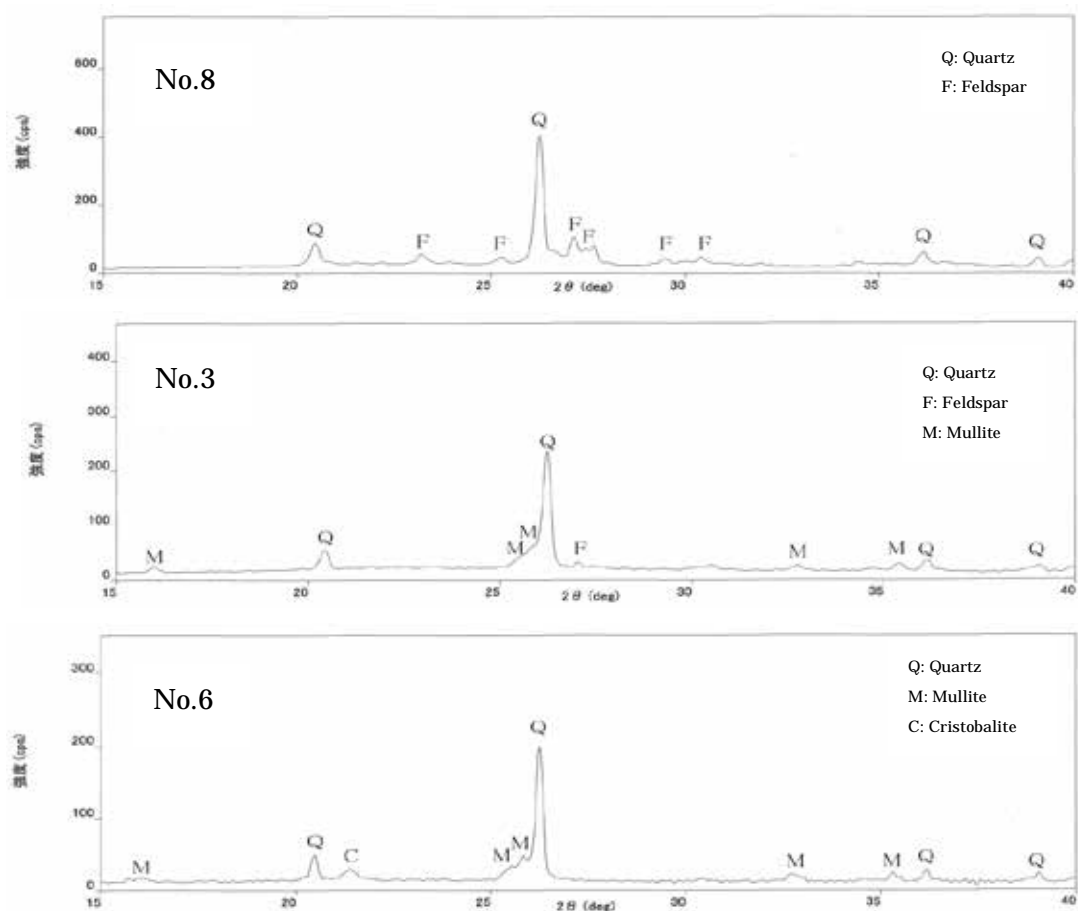 No.8
Q: Quartz
F: Feldspar
強度(cps)
600
400
200
0
Q
F
F
Q
F
F
F
F
Q
Q
15
20
25
30
35
40
2θ (deg)
No.3
Q: Quartz
F: Feldspar
M: Mullite
強度(cps)
400
300
200
100
0
M
Q
M
M
Q
F
M
M
Q
Q
15
20
25
30
35
40
2θ (deg)
No.6
Q: Quartz
M: Mullite
C: Cristobalite
強度(cps)
300
200
100
0
M
Q
C
M
M
Q
M
M
Q
Q
15
20
25
30
35
40
2θ (deg)